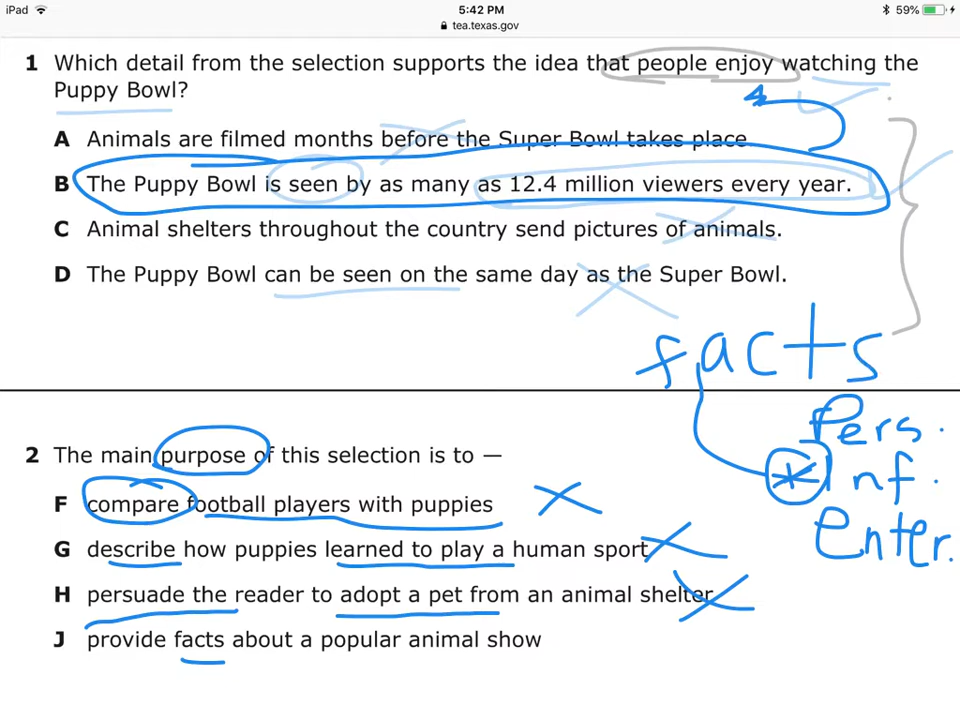 iPad
5:42 PM
59%
tea.texas.gov
1 Which detail from the selection supports the idea that people enjoy watching the
Puppy Bowl?
A Animals are filmed months before the Super Bowl takes place.
B The Puppy Bowl is seen by as many as 12.4 million viewers every year.
C Animal shelters throughout the country send pictures of animals.
D The Puppy Bowl can be seen on the same day as the Super Bowl.
facts
Pers.
Inf.
Enter.
2 The main purpose of this selection is to —
F compare football players with puppies
G describe how puppies learned to play a human sport
H persuade the reader to adopt a pet from an animal shelter
J provide facts about a popular animal show